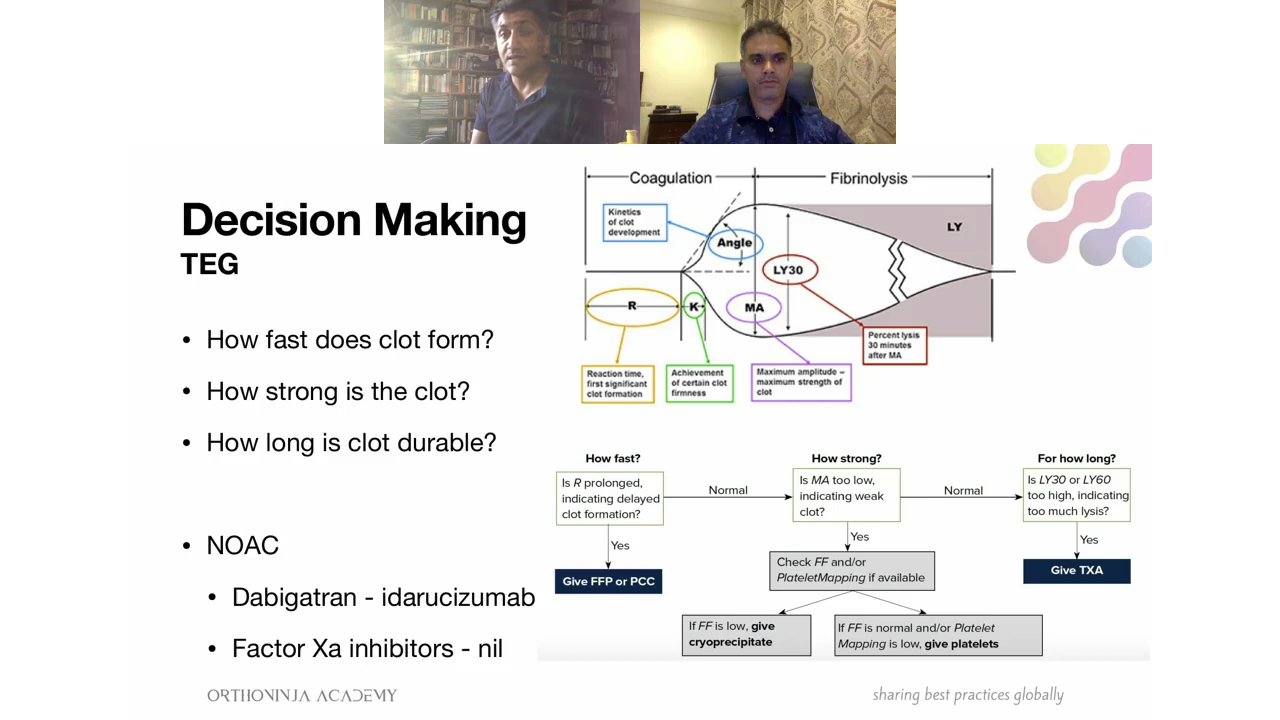 Decision Making
TEG
• How fast does clot form?
• How strong is the clot?
• How long is clot durable?
• NOAC
• Dabigatran - idarucizumab
• Factor Xa inhibitors - nil
Coagulation
Fibrinolysis
Kinetics
of clot
development
Angle
LY
LY30
R
K
MA
Reaction time,
first significant
clot formation
Achievement
of certain clot
firmness
Maximum amplitude –
maximum strength of
clot
Percent lysis
30 minutes
after MA
How fast?
Is R prolonged,
indicating delayed
clot formation?
Normal
Yes
Give FFP or PCC
How strong?
Is MA too low,
indicating weak
clot?
Normal
Yes
Check FF and/or
PlateletMapping if available
If FF is low, give
cryoprecipitate
If FF is normal and/or Platelet
Mapping is low, give platelets
For how long?
Is LY30 or LY60
too high, indicating
too much lysis?
Yes
Give TXA
ORTHONINJA ACADEMY
sharing best practices globally